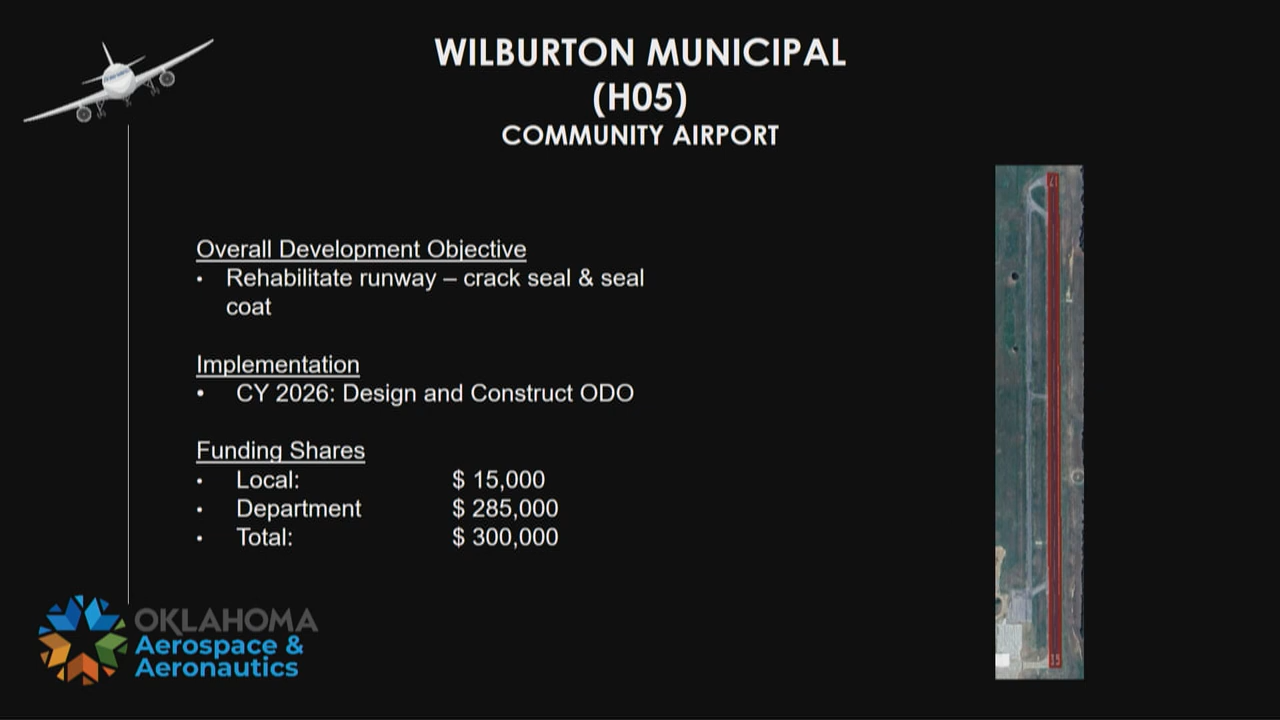 WILBURTON MUNICIPAL
(H05)
COMMUNITY AIRPORT
Overall Development Objective
• Rehabilitate runway – crack seal & seal
coat
Implementation
• CY 2026: Design and Construct ODO
Funding Shares
• Local: $ 15,000
• Department $ 285,000
• Total: $ 300,000
OKLAHOMA
Aerospace &
Aeronautics